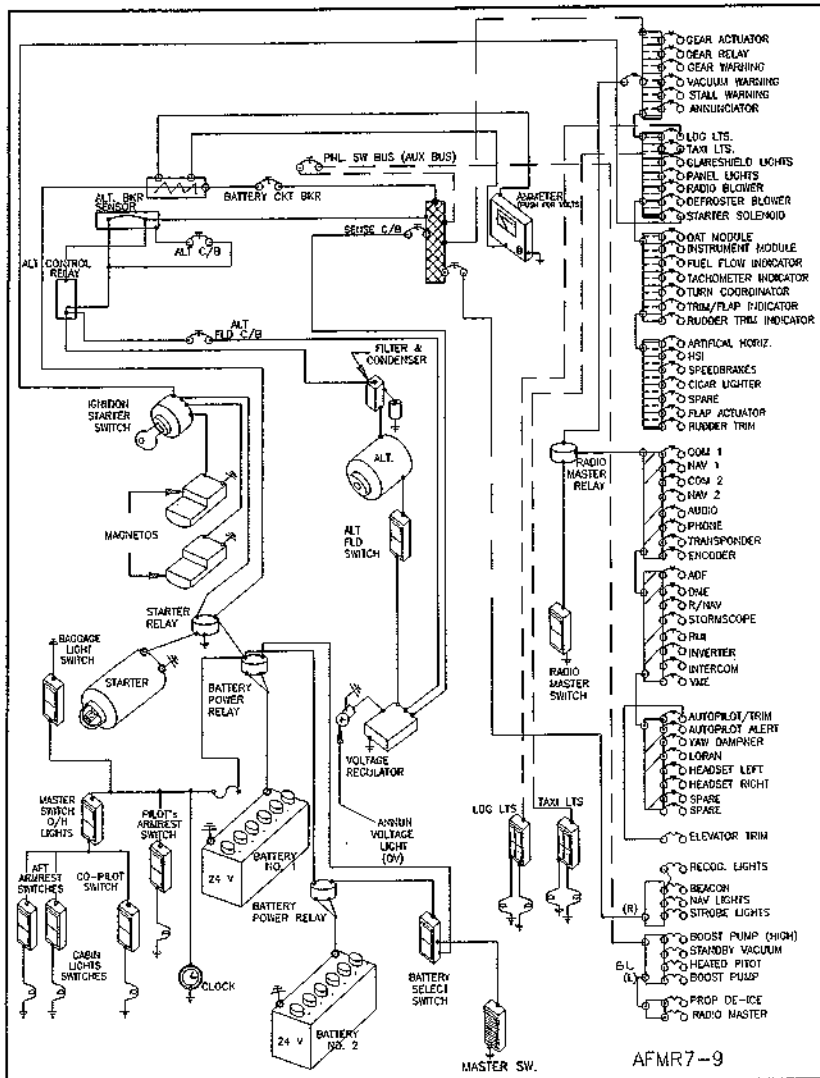 GEAR ACTUATOR
GEAR RELAY
GEAR WARNING
VACUUM WARNING
STALL WARNING
ANNUNCIATOR
LDG LTS.
TAXI LTS.
GLARESHIELD LIGHTS
PANEL LIGHTS
RADIO BLOWER
DEFROSTER BLOWER
STARTER SOLENOID
OAT MODULE
INSTRUMENT MODULE
FUEL FLOW INDICATOR
TACHOMETER INDICATOR
TURN COORDINATOR
TRIM/FLAP INDICATOR
RUDDER TRIM INDICATOR
ARTIFICAL HORIZ.
HSI
SPEEDBRAKES
CIGAR LIGHTER
SPARE
FLAP ACTUATOR
RUDDER TRIM
COM 1
NAV 1
COM 2
NAV 2
AUDIO
PHONE
TRANSPONDER
ENCODER
ADF
DME
R/NAV
STORMSCOPE
RMI
INVERTER
INTERCOM
AUTOPILOT/TRIM
AUTOPILOT ALERT
YAW DAMPNER
LORAN
HEADSET LEFT
HEADSET RIGHT
SPARE
SPARE
ELEVATOR TRIM
RECOG. LIGHTS
BEACON
NAV LIGHTS
STROBE LIGHTS
(R)
BOOST PUMP (HIGH)
STANDBY VACUUM
HEATED PITOT
BOOST PUMP
(L)
PROP DE-ICE
RADIO MASTER
PNL SW BUS (AUX BUS)
BATTERY CKT BKR
AMMETER
(PUSH FOR VOLTS)
ALT. BKR
SENSOR
SENSE C/B
ALT C/B
ALT CONTROL
RELAY
ALT
FLD C/B
FILTER &
CONDENSER
IGNITION
STARTER
SWITCH
ALT.
RADIO
MASTER
RELAY
MAGNETOS
ALT
FLD
SWITCH
STARTER
RELAY
BAGGAGE
LIGHT
SWITCH
STARTER
BATTERY
POWER
RELAY
RADIO
MASTER
SWITCH
VOLTAGE
REGULATOR
MASTER
SWITCH
O/H
LIGHTS
PILOT's
ARMREST
SWITCH
ANNUN
VOLTAGE
LIGHT
(OV)
LDG LTS
TAXI LTS
AFT
ARMREST
SWITCHES
CO-PILOT
SWITCH
24 V
BATTERY
NO. 1
BATTERY
POWER RELAY
CABIN
LIGHTS
SWITCHES
CLOCK
BATTERY
SELECT
SWITCH
24 V
BATTERY
NO. 2
MASTER SW.
AFMR7-9